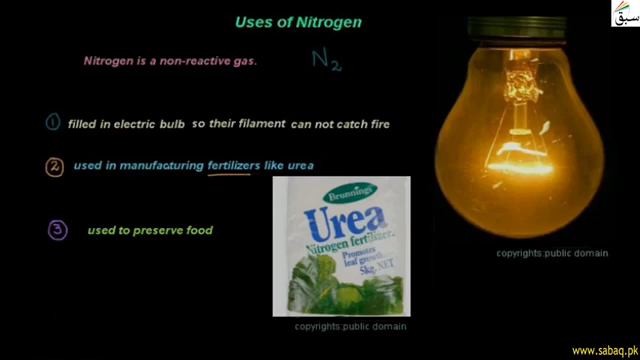 Uses of Nitrogen
سبق
Nitrogen is a non-reactive gas.
N2
1 filled in electric bulb so their filament can not catch fire
2 used in manufacturing fertilizers like urea
3 used to preserve food
Brunnings
Urea
Nitrogen fertilizer.
Promotes
leaf growth.
5kg. NET
copyrights:public domain
copyrights:public domain
www.sabaq.pk